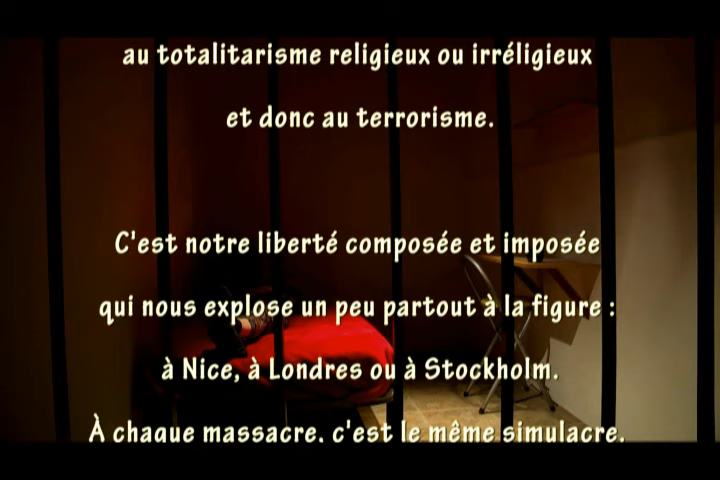 au totalitarisme religieux ou irréligieux
et donc au terrorisme.
C'est notre liberté composée et imposée
qui nous explose un peu partout à la figure :
à Nice, à Londres ou à Stockholm.
À chaque massacre, c'est le même simulacre.